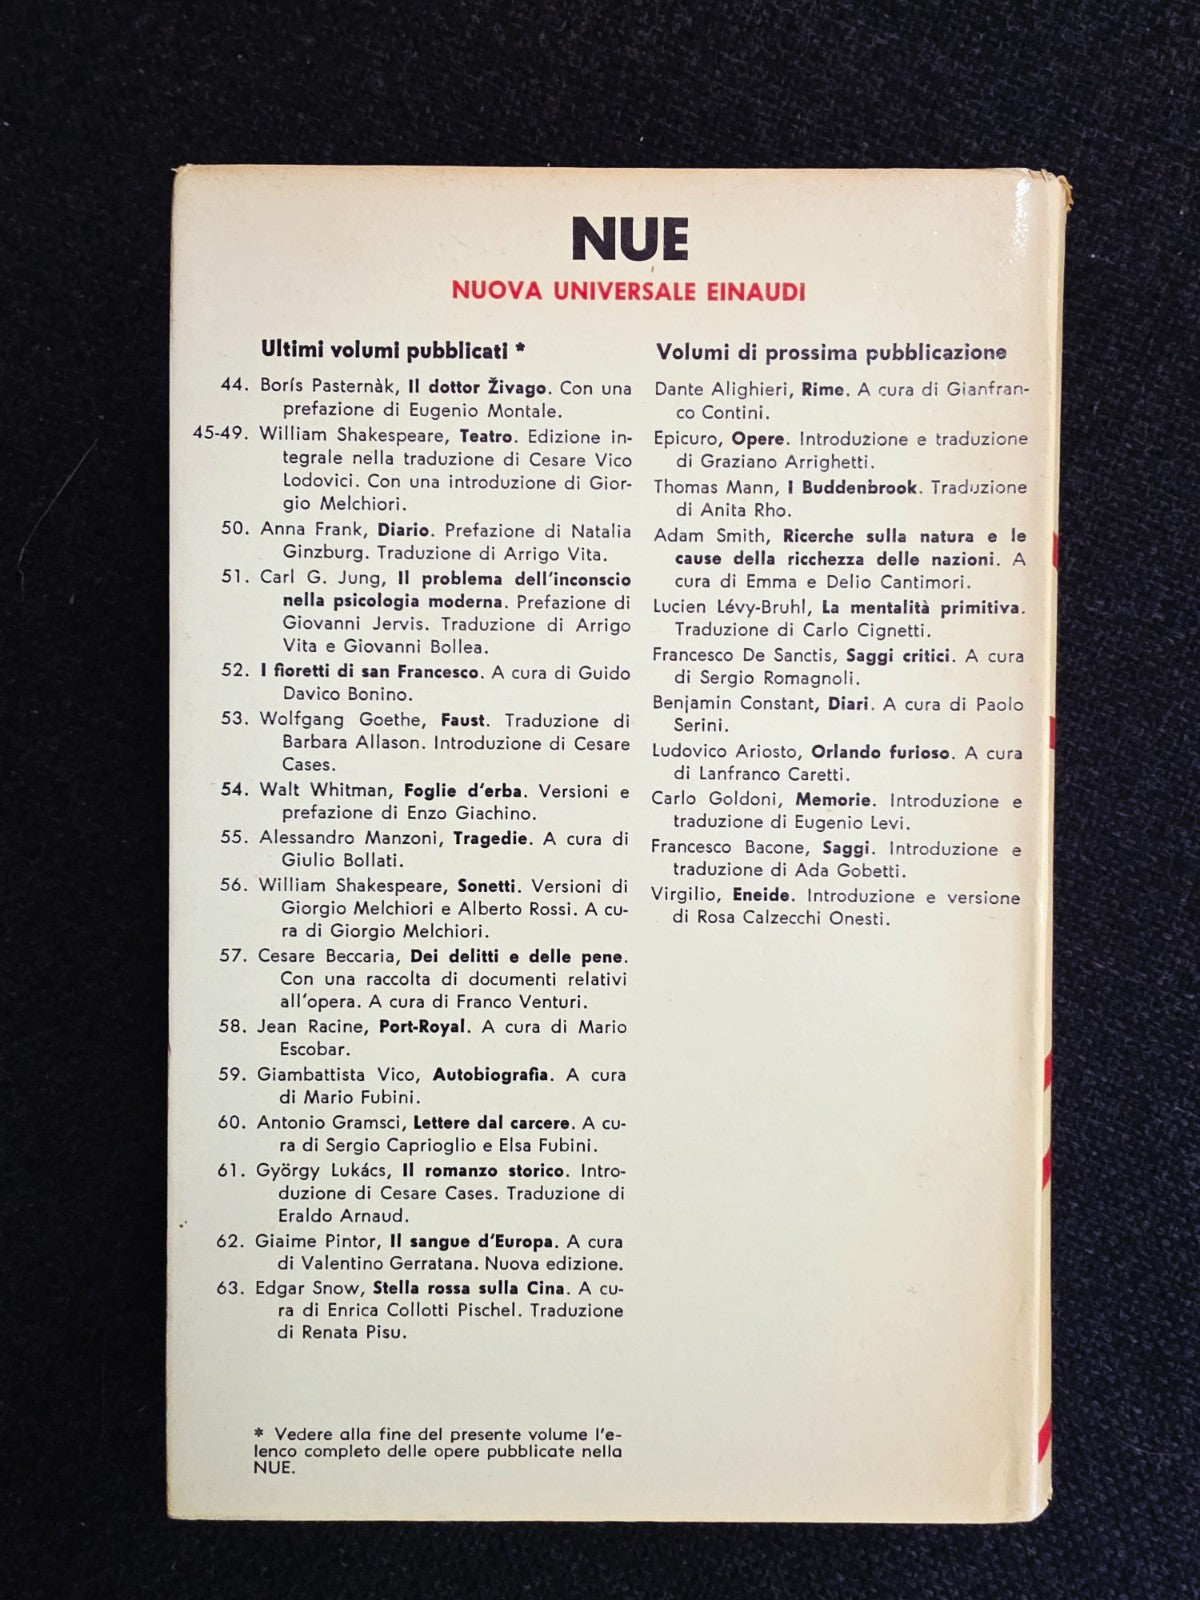 NUE
NUOVA UNIVERSALE EINAUDI
Ultimi volumi pubblicati *
44. Borís Pasternàk, Il dottor Živago. Con una
prefazione di Eugenio Montale.
45-49. William Shakespeare, Teatro. Edizione in-
tegrale nella traduzione di Cesare Vico
Lodovici. Con una introduzione di Gior-
gio Melchiori.
50. Anna Frank, Diario. Prefazione di Natalia
Ginzburg. Traduzione di Arrigo Vita.
51. Carl G. Jung, Il problema dell'inconscio
nella psicologia moderna. Prefazione di
Giovanni Jervis. Traduzione di Arrigo
Vita e Giovanni Bollea.
52. I fioretti di san Francesco. A cura di Guido
Davico Bonino.
53. Wolfgang Goethe, Faust. Traduzione di
Barbara Allason. Introduzione di Cesare
Cases.
54. Walt Whitman, Foglie d'erba. Versioni e
prefazione di Enzo Giachino.
55. Alessandro Manzoni, Tragedie. A cura di
Giulio Bollati.
56. William Shakespeare, Sonetti. Versioni di
Giorgio Melchiori e Alberto Rossi. A cu-
ra di Giorgio Melchiori.
57. Cesare Beccaria, Dei delitti e delle pene.
Con una raccolta di documenti relativi
all'opera. A cura di Franco Venturi.
58. Jean Racine, Port-Royal. A cura di Mario
Escobar.
59. Giambattista Vico, Autobiografia. A cura
di Mario Fubini.
60. Antonio Gramsci, Lettere dal carcere. A cu-
ra di Sergio Caprioglio e Elsa Fubini.
61. György Lukács, Il romanzo storico. Intro-
duzione di Cesare Cases. Traduzione di
Eraldo Arnaud.
62. Giaime Pintor, Il sangue d'Europa. A cura
di Valentino Gerratana. Nuova edizione.
63. Edgar Snow, Stella rossa sulla Cina. A cu-
ra di Enrica Collotti Pischel. Traduzione
di Renata Pisu.
* Vedere alla fine del presente volume l'e-
lenco completo delle opere pubblicate nella
NUE.
Volumi di prossima pubblicazione
Dante Alighieri, Rime. A cura di Gianfran-
co Contini.
Epicuro, Opere. Introduzione e traduzione
di Graziano Arrighetti.
Thomas Mann, I Buddenbrook. Traduzione
di Anita Rho.
Adam Smith, Ricerche sulla natura e le
cause della ricchezza delle nazioni. A
cura di Emma e Delio Cantimori.
Lucien Lévy-Bruhl, La mentalità primitiva.
Traduzione di Carlo Cignetti.
Francesco De Sanctis, Saggi critici. A cura
di Sergio Romagnoli.
Benjamin Constant, Diari. A cura di Paolo
Serini.
Ludovico Ariosto, Orlando furioso. A cura
di Lanfranco Caretti.
Carlo Goldoni, Memorie. Introduzione e
traduzione di Eugenio Levi.
Francesco Bacone, Saggi. Introduzione e
traduzione di Ada Gobetti.
Virgilio, Eneide. Introduzione e versione
di Rosa Calzecchi Onesti.